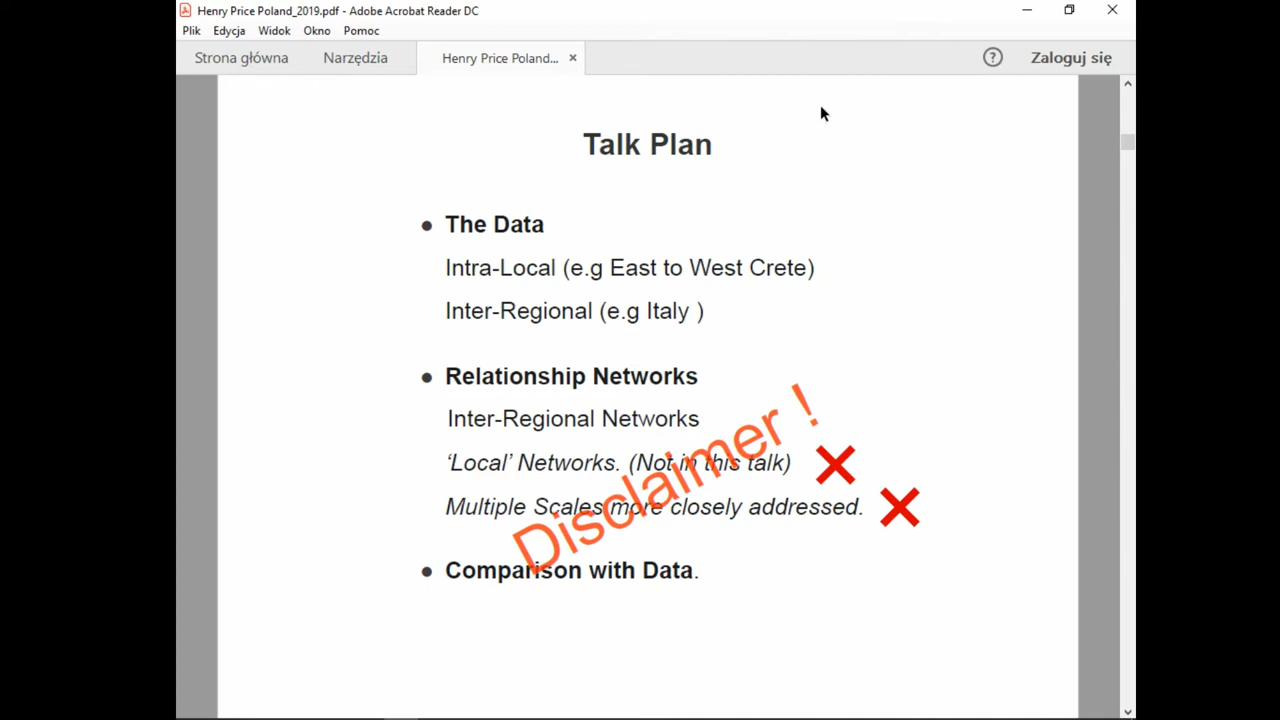 Henry Price Poland_2019.pdf - Adobe Acrobat Reader DC
Plik Edycja Widok Okno Pomoc
Strona główna Narzędzia Henry Price Poland... × ? Zaloguj się
Talk Plan
● The Data
Intra-Local (e.g East to West Crete)
Inter-Regional (e.g Italy )
● Relationship Networks
Inter-Regional Networks
‘Local’ Networks. (Not in this talk)
Multiple Scales more closely addressed.
Disclaimer !
● Comparison with Data.